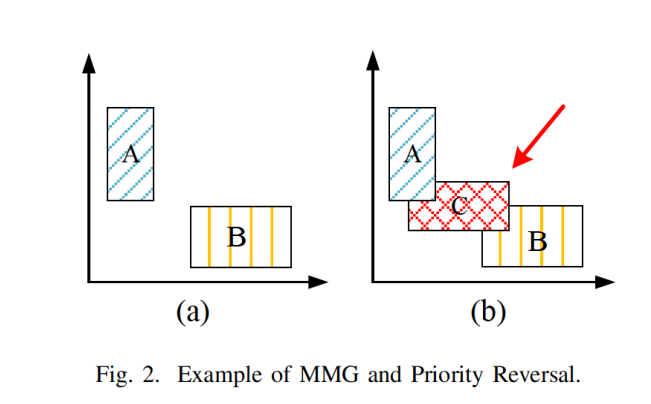 A
B
(a)
A
C
B
(b)
Fig. 2. Example of MMG and Priority Reversal.